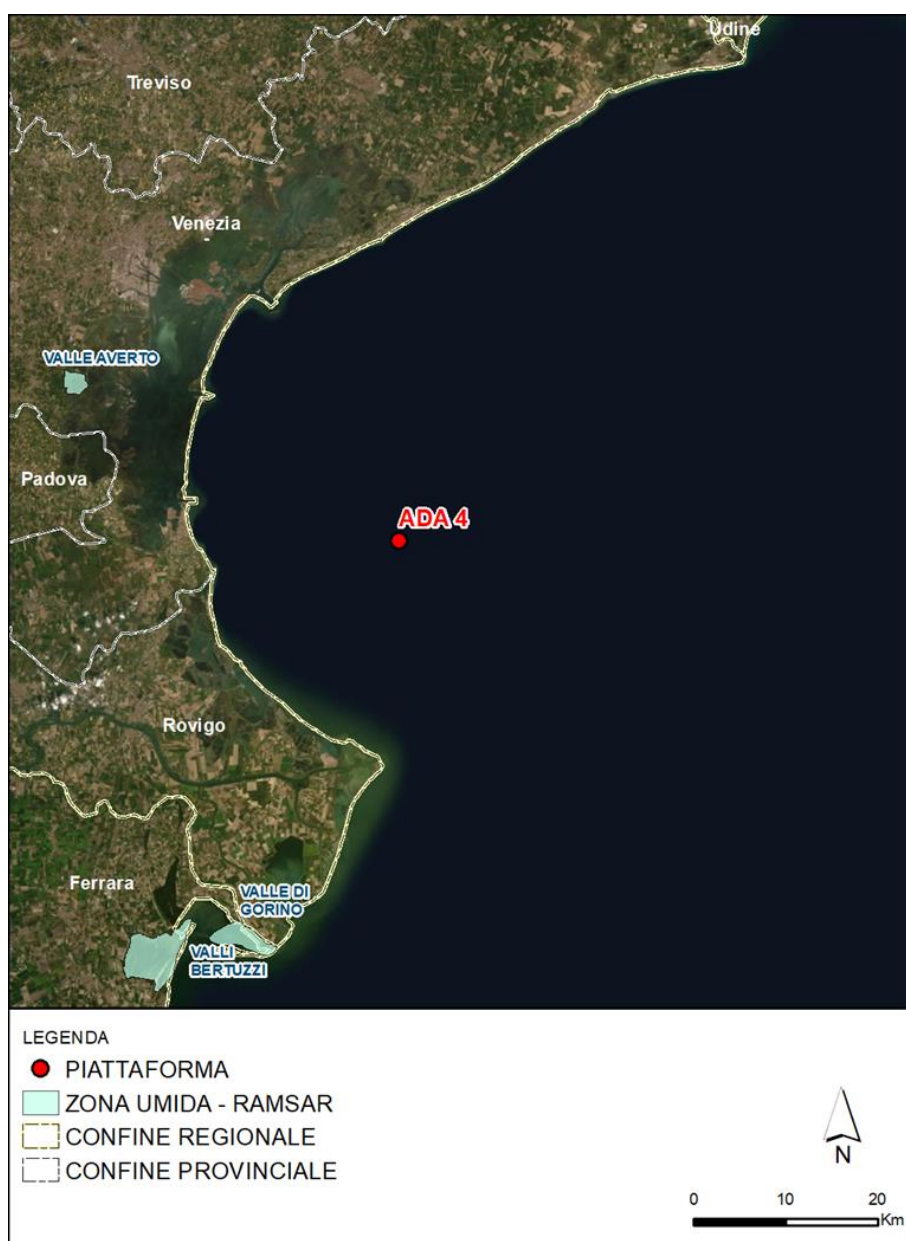 Udine
Treviso
Venezia
VALLE AVERTO
Padova
ADA 4
Rovigo
Ferrara
VALLE DI
GORINO
VALLI
BERTUZZI
LEGENDA
PIATTAFORMA
ZONA UMIDA - RAMSAR
CONFINE REGIONALE
CONFINE PROVINCIALE
N
0 10 20
Km